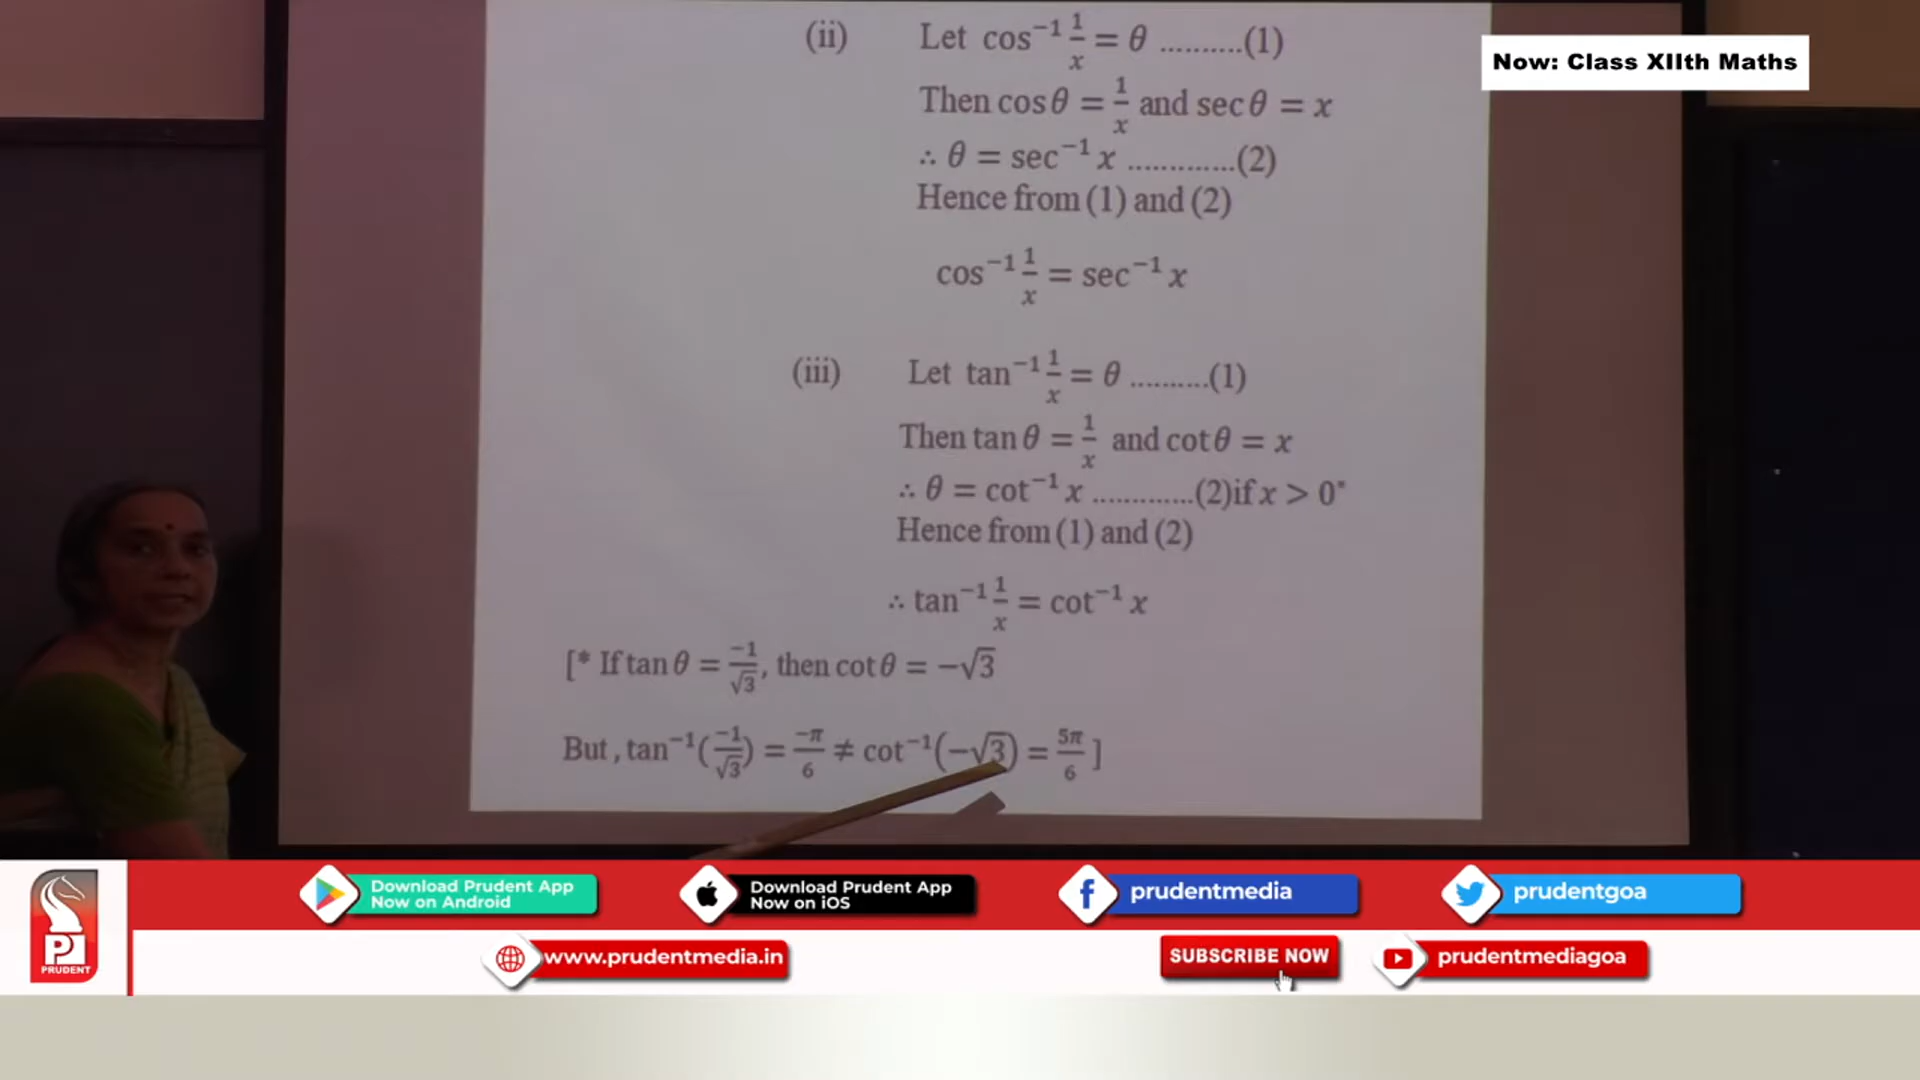 (ii) Let cos⁻¹ 1/x = θ ..........(1)
Now: Class XIIth Maths
Then cos θ = 1/x and sec θ = x
∴ θ = sec⁻¹ x .............(2)
Hence from (1) and (2)
cos⁻¹ 1/x = sec⁻¹ x
(iii) Let tan⁻¹ 1/x = θ ..........(1)
Then tan θ = 1/x and cot θ = x
∴ θ = cot⁻¹ x .............(2)if x > 0*
Hence from (1) and (2)
∴ tan⁻¹ 1/x = cot⁻¹ x
[* If tan θ = -1/√3, then cot θ = −√3
But, tan⁻¹(-1/√3) = -π/6 ≠ cot⁻¹(−√3) = 5π/6 ]
Download Prudent App
Now on Android
Download Prudent App
Now on iOS
prudentmedia
prudentgoa
PRUDENT
www.prudentmedia.in
SUBSCRIBE NOW
prudentmediagoa